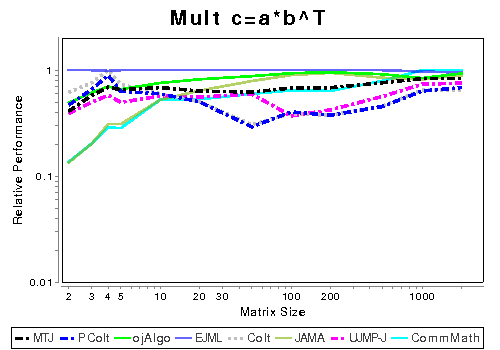 Mult c=a*b^T
1
0.1
0.01
Relative Performance
2 3 4 5 10 20 30 100 200 1000
Matrix Size
MTJ PColt ojAlgo EJML Colt JAMA UJMP-J CommMath